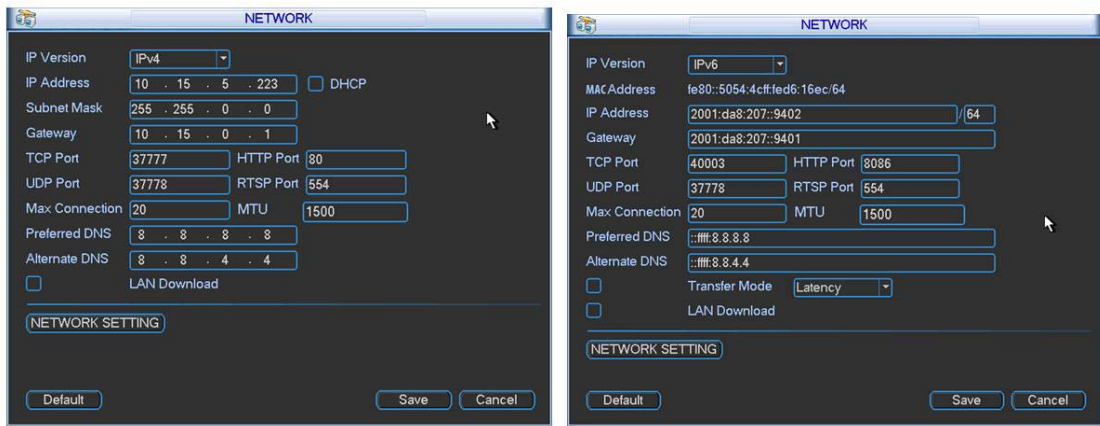 NETWORK
IP Version IPv4
IP Address 10 . 15 . 5 . 223 DHCP
Subnet Mask 255 . 255 . 0 . 0
Gateway 10 . 15 . 0 . 1
TCP Port 37777 HTTP Port 80
UDP Port 37778 RTSP Port 554
Max Connection 20 MTU 1500
Preferred DNS 8 . 8 . 8 . 8
Alternate DNS 8 . 8 . 4 . 4
LAN Download
NETWORK SETTING
Default Save Cancel
NETWORK
IP Version IPv6
MAC Address fe80::5054:4cff:fed6:16ec/64
IP Address 2001:da8:207::9402 / 64
Gateway 2001:da8:207::9401
TCP Port 40003 HTTP Port 8086
UDP Port 37778 RTSP Port 554
Max Connection 20 MTU 1500
Preferred DNS ::ffff:8.8.8.8
Alternate DNS ::ffff:8.8.4.4
Transfer Mode Latency
LAN Download
NETWORK SETTING
Default Save Cancel